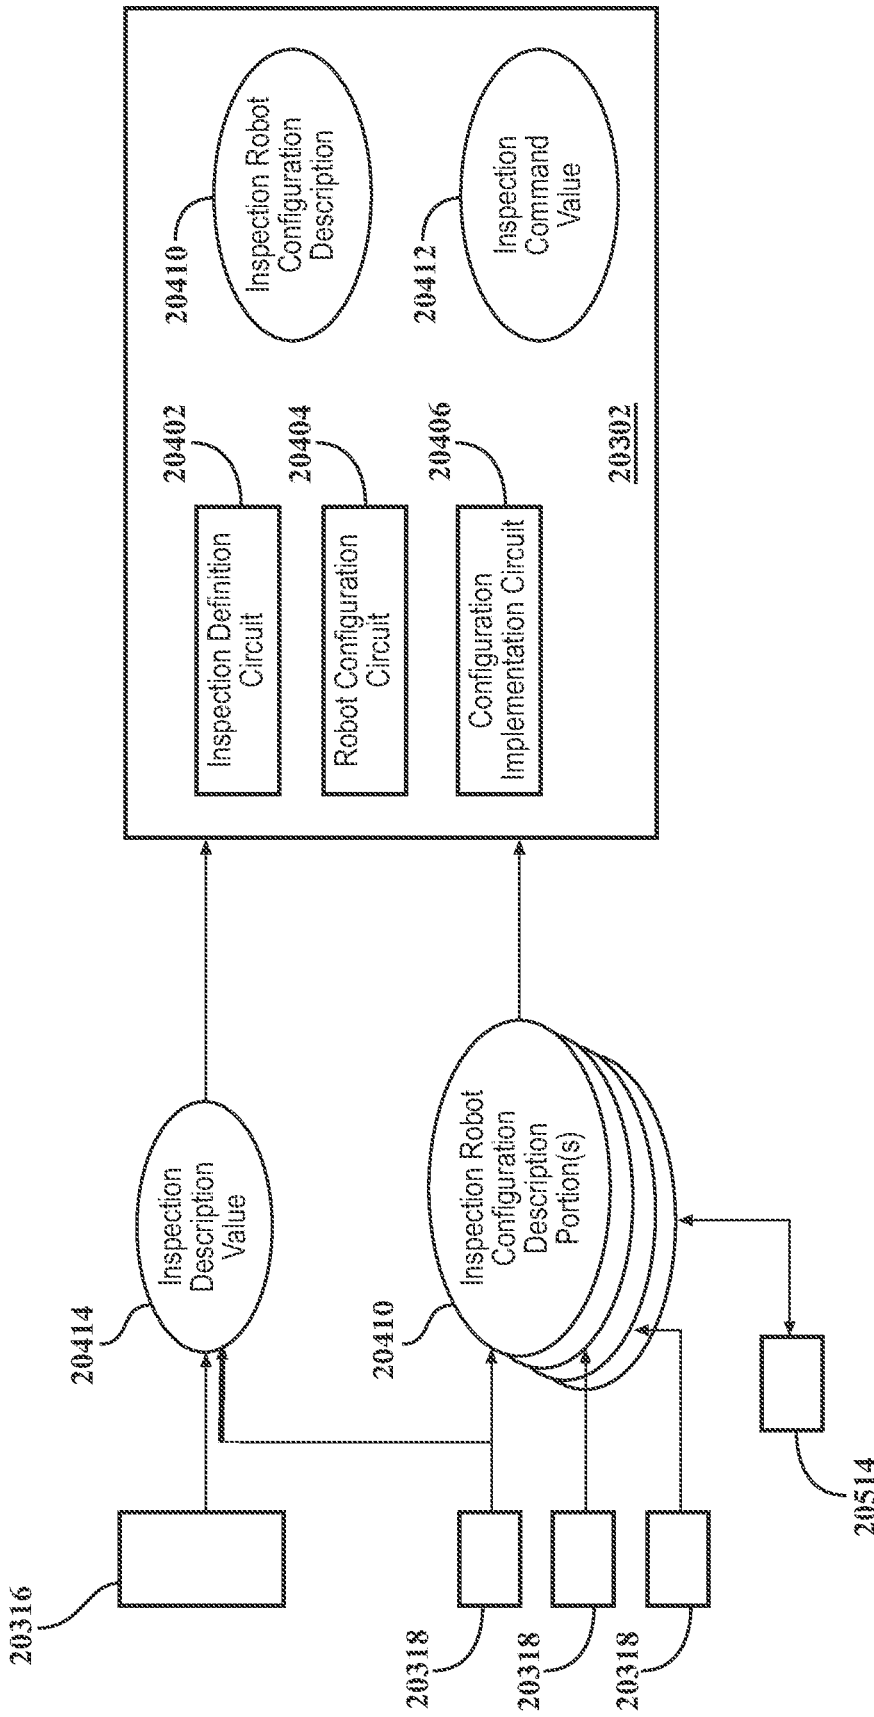 20316
20414
Inspection
Description
Value
20402
Inspection Definition
Circuit
20410
Inspection Robot
Configuration
Description
20404
Robot Configuration
Circuit
20406
Configuration
Implementation Circuit
20412
Inspection
Command
Value
20302
20410
Inspection Robot
Configuration
Description
Portion(s)
20318
20318
20318
20514